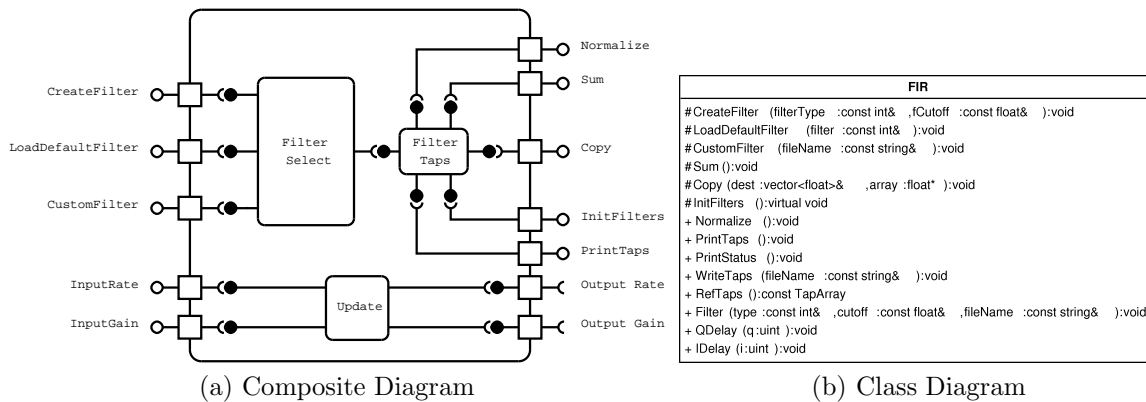 Normalize
Sum
CreateFilter
LoadDefaultFilter
CustomFilter
Filter
Select
Filter
Taps
Copy
InitFilters
PrintTaps
InputRate
InputGain
Update
Output Rate
Output Gain
(a) Composite Diagram
FIR
#CreateFilter (filterType :const int& ,fCutoff :const float& ):void
#LoadDefaultFilter (filter :const int& ):void
#CustomFilter (fileName :const string& ):void
#Sum ():void
#Copy (dest :vector<float>& ,array :float* ):void
#InitFilters ():virtual void
+ Normalize ():void
+ PrintTaps ():void
+ PrintStatus ():void
+ WriteTaps (fileName :const string& ):void
+ RefTaps ():const TapArray
+ Filter (type :const int& ,cutoff :const float& ,fileName :const string& ):void
+ QDelay (q :uint ):void
+ IDelay (i :uint ):void
(b) Class Diagram